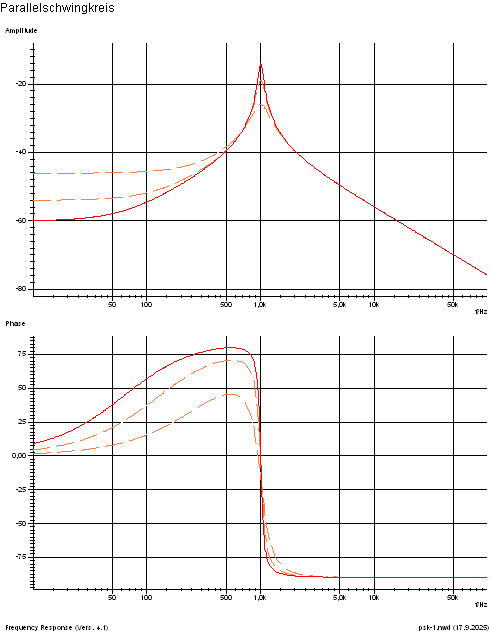 Parallelschwingkreis
Amplitude
-20
-40
-60
-80
50 100 500 1,0k 5,0k 10k 50k
f/Hz
Phase
75
50
25
0,00
-25
-50
-75
50 100 500 1,0k 5,0k 10k 50k
f/Hz
Frequency Response (Vers. 4.1) psk-1.nwd (17.9.2025)